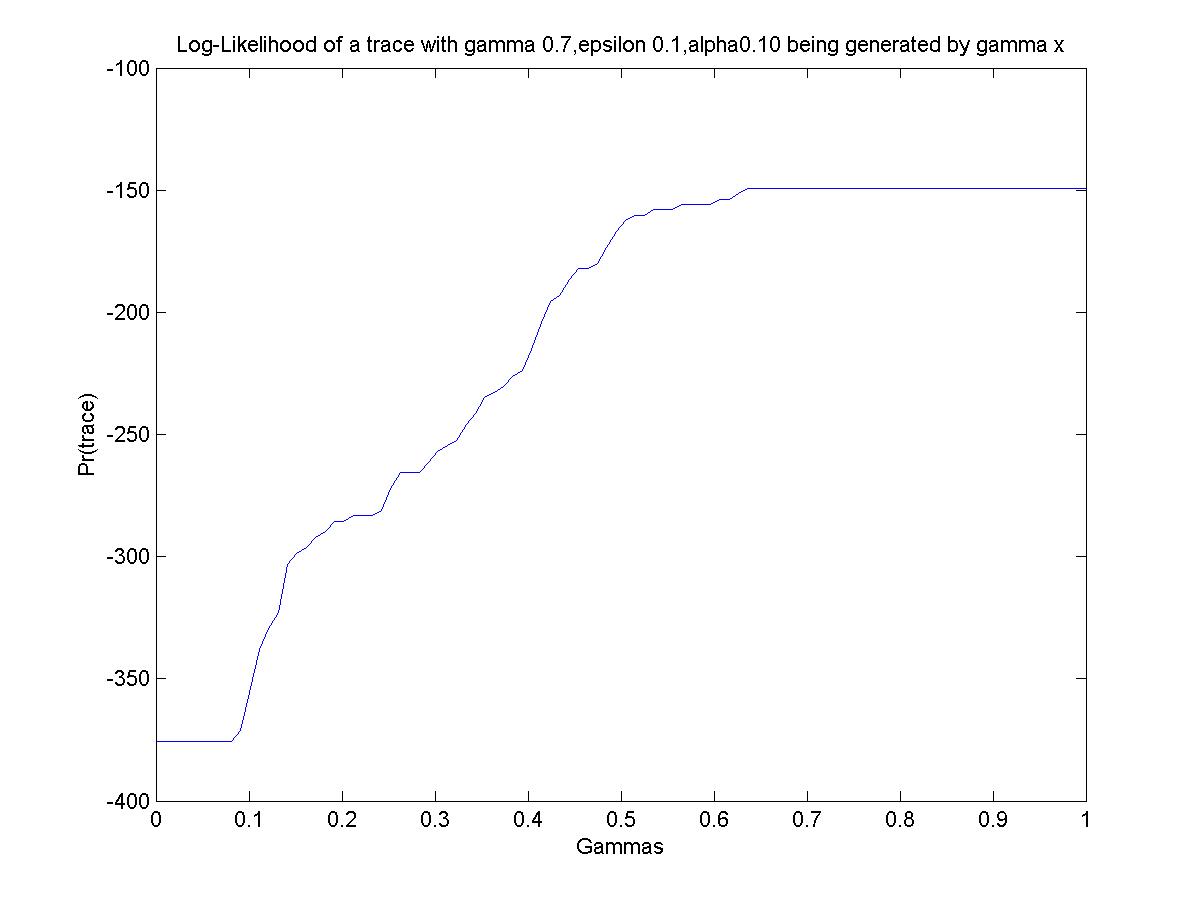 Log-Likelihood of a trace with gamma 0.7,epsilon 0.1,alpha0.10 being generated by gamma x
-100
-150
-200
-250
-300
-350
-400
Pr(trace)
0 0.1 0.2 0.3 0.4 0.5 0.6 0.7 0.8 0.9 1
Gammas